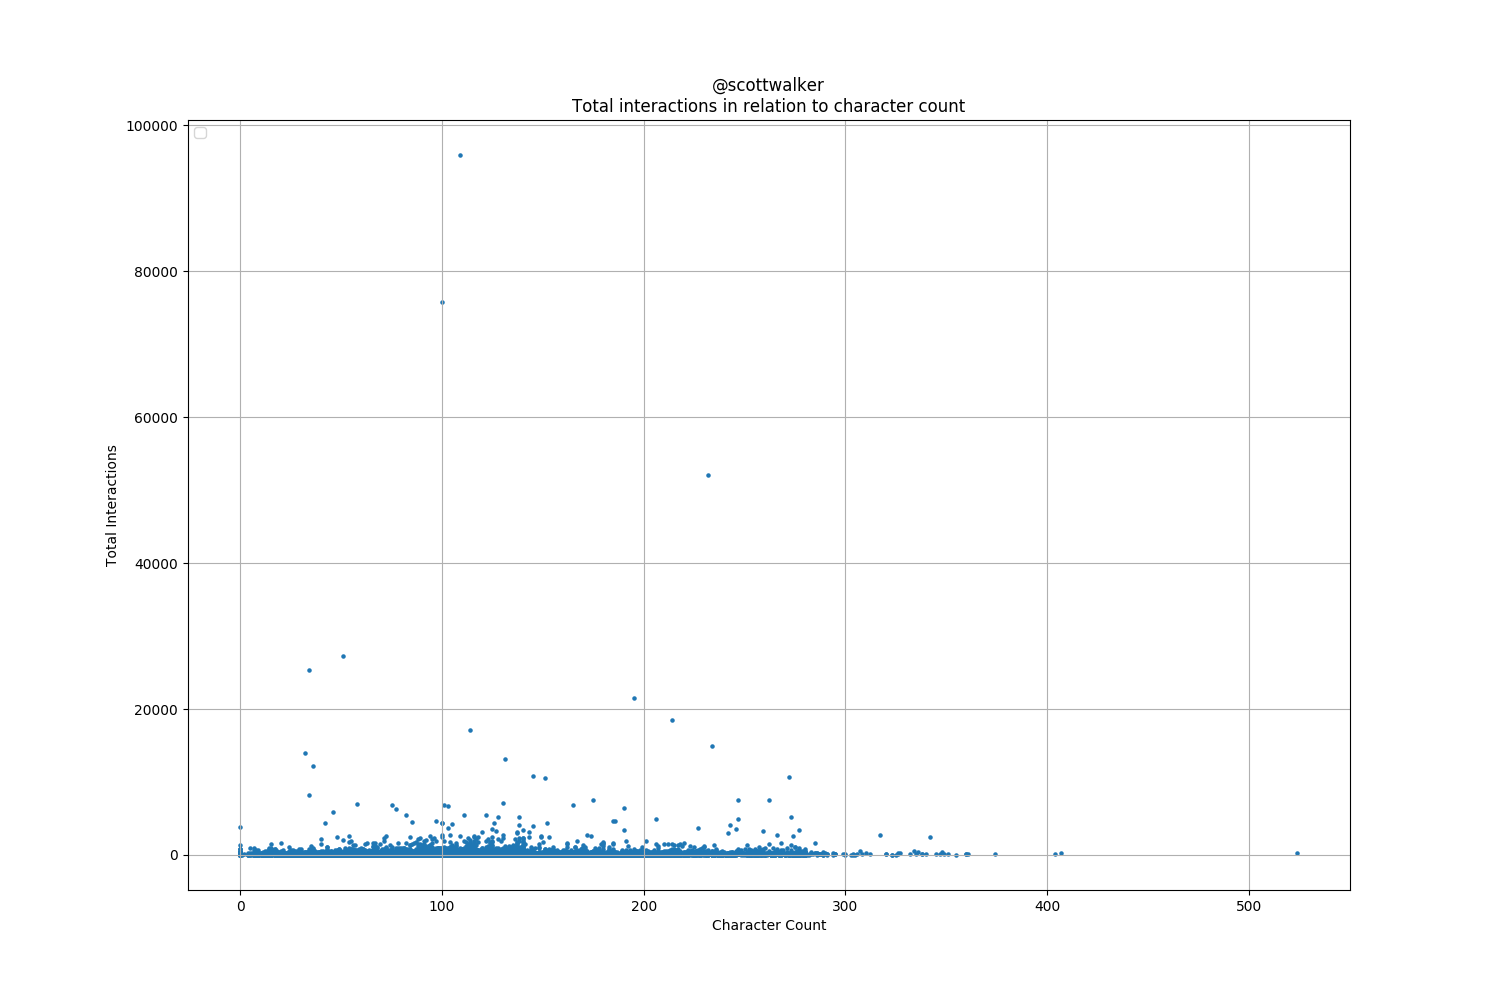 @scottwalker
Total interactions in relation to character count
100000
80000
60000
40000
20000
0
Total Interactions
0 100 200 300 400 500
Character Count